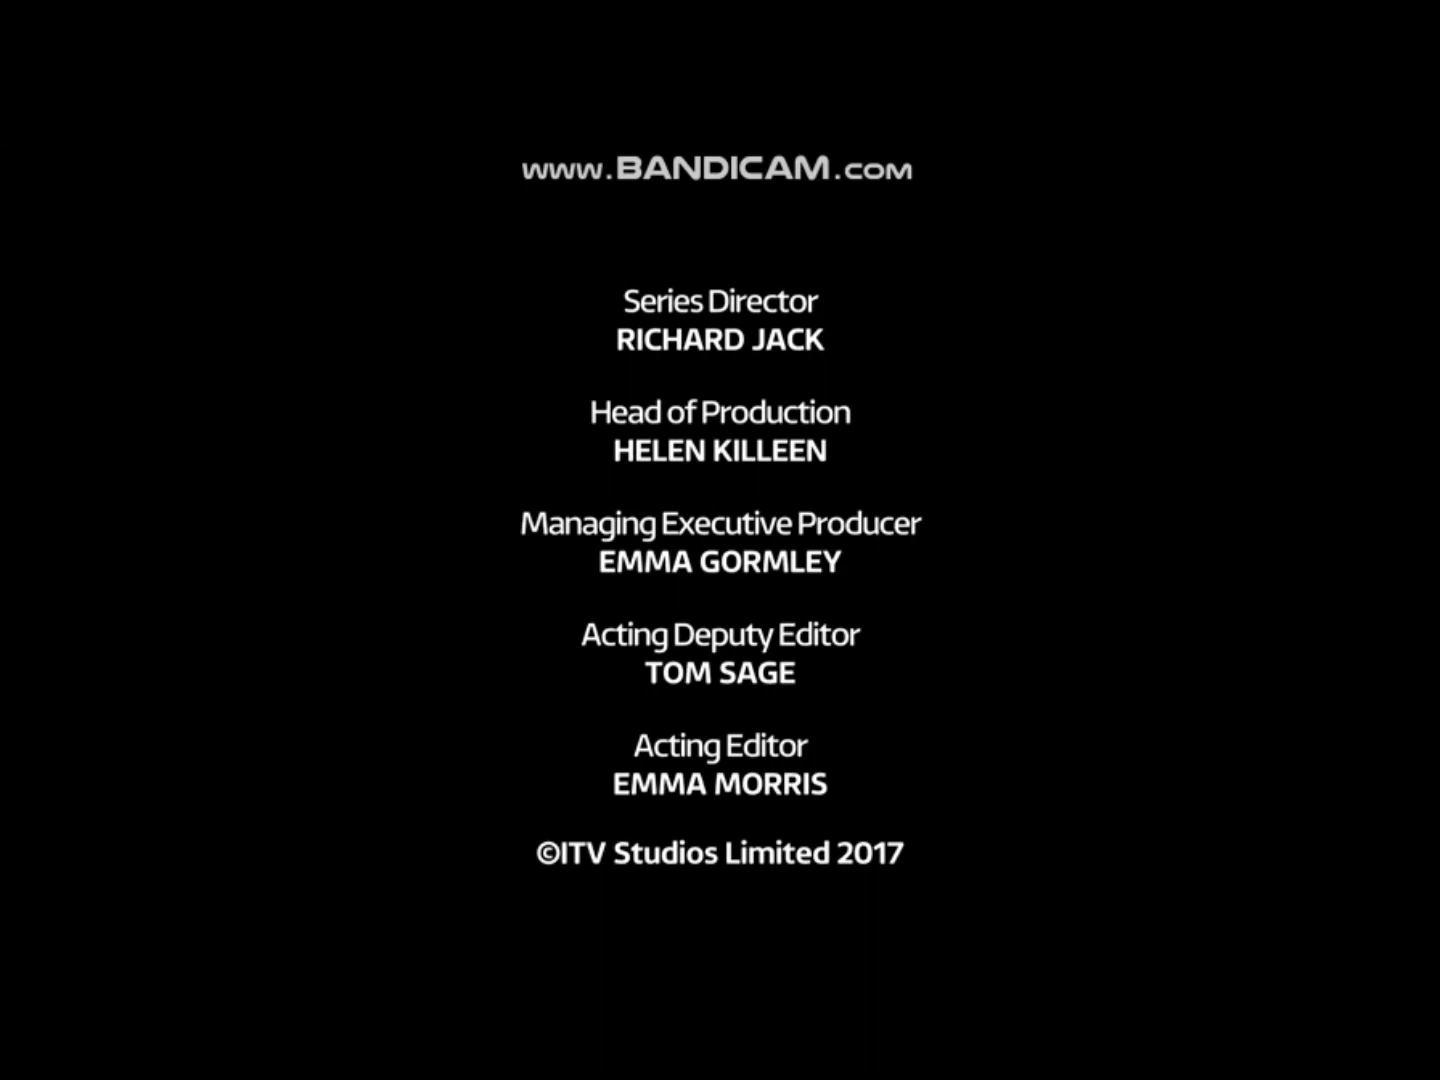 www.BANDICAM.com
Series Director
RICHARD JACK
Head of Production
HELEN KILLEEN
Managing Executive Producer
EMMA GORMLEY
Acting Deputy Editor
TOM SAGE
Acting Editor
EMMA MORRIS
©ITV Studios Limited 2017